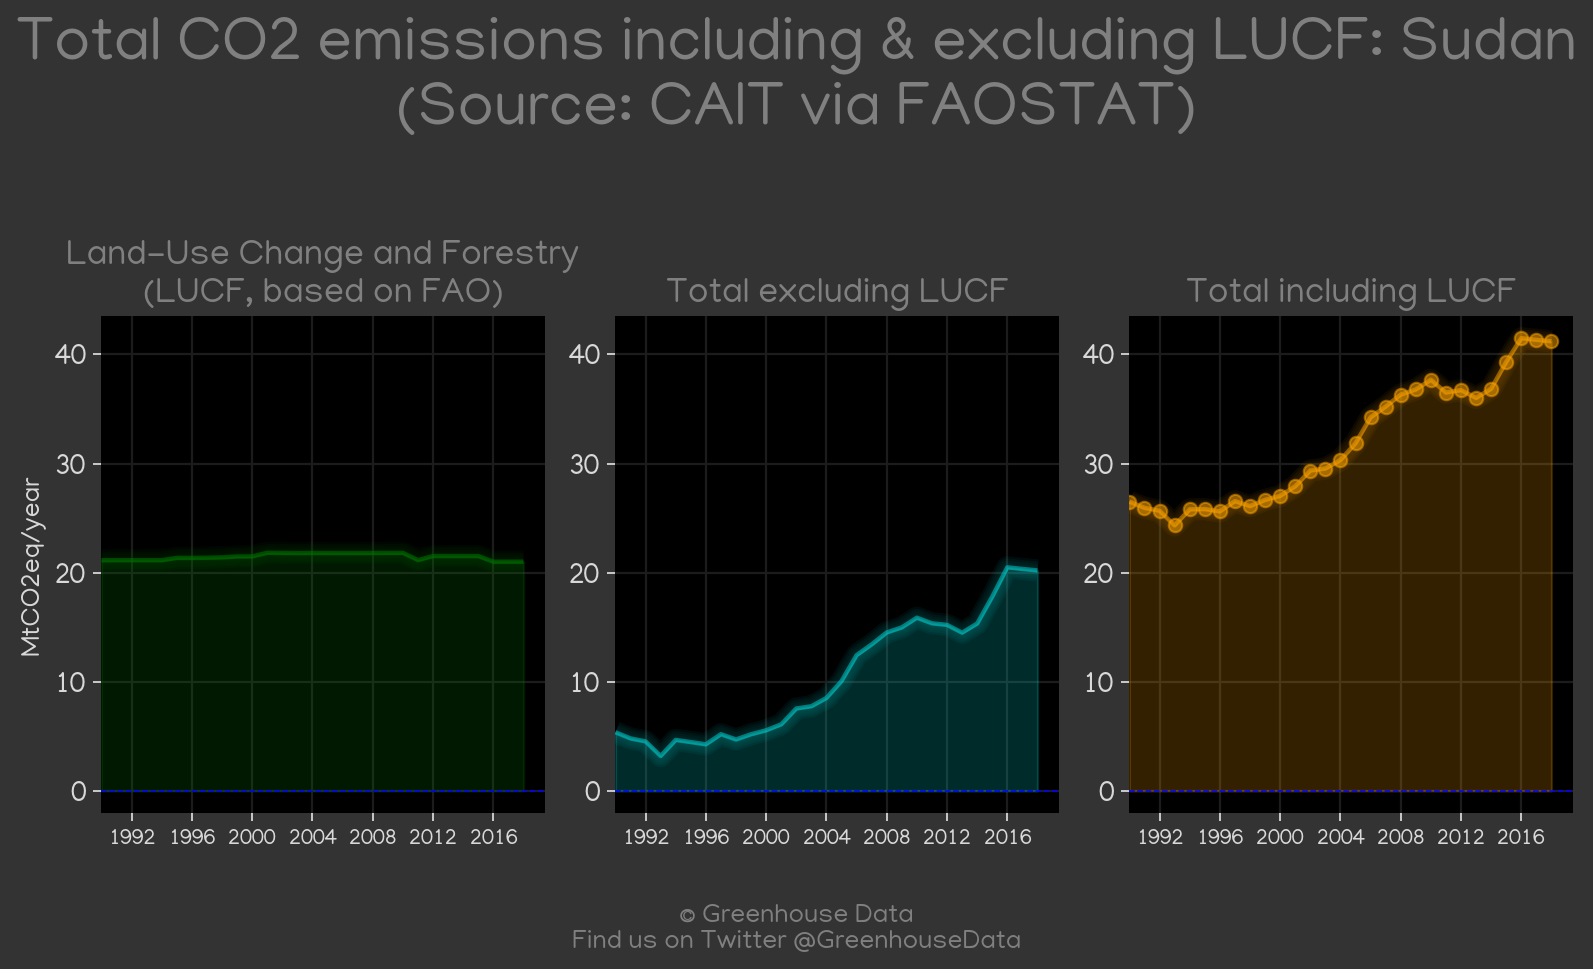 Total CO2 emissions including & excluding LUCF: Sudan
(Source: CAIT via FAOSTAT)
Land-Use Change and Forestry
(LUCF, based on FAO)
Total excluding LUCF
Total including LUCF
MtCO2eq/year
40
30
20
10
0
1992 1996 2000 2004 2008 2012 2016
40
30
20
10
0
1992 1996 2000 2004 2008 2012 2016
40
30
20
10
0
1992 1996 2000 2004 2008 2012 2016
© Greenhouse Data
Find us on Twitter @GreenhouseData